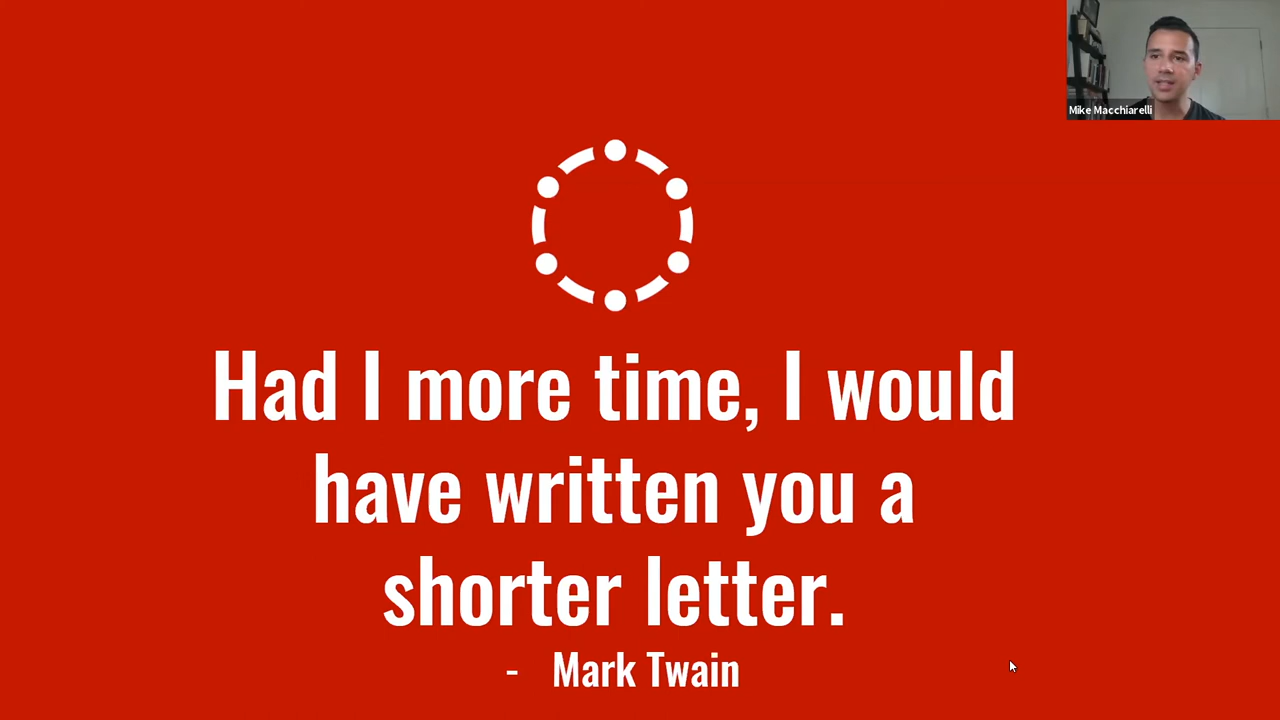 Mike Macchiarelli
Had I more time, I would
have written you a
shorter letter.
- Mark Twain